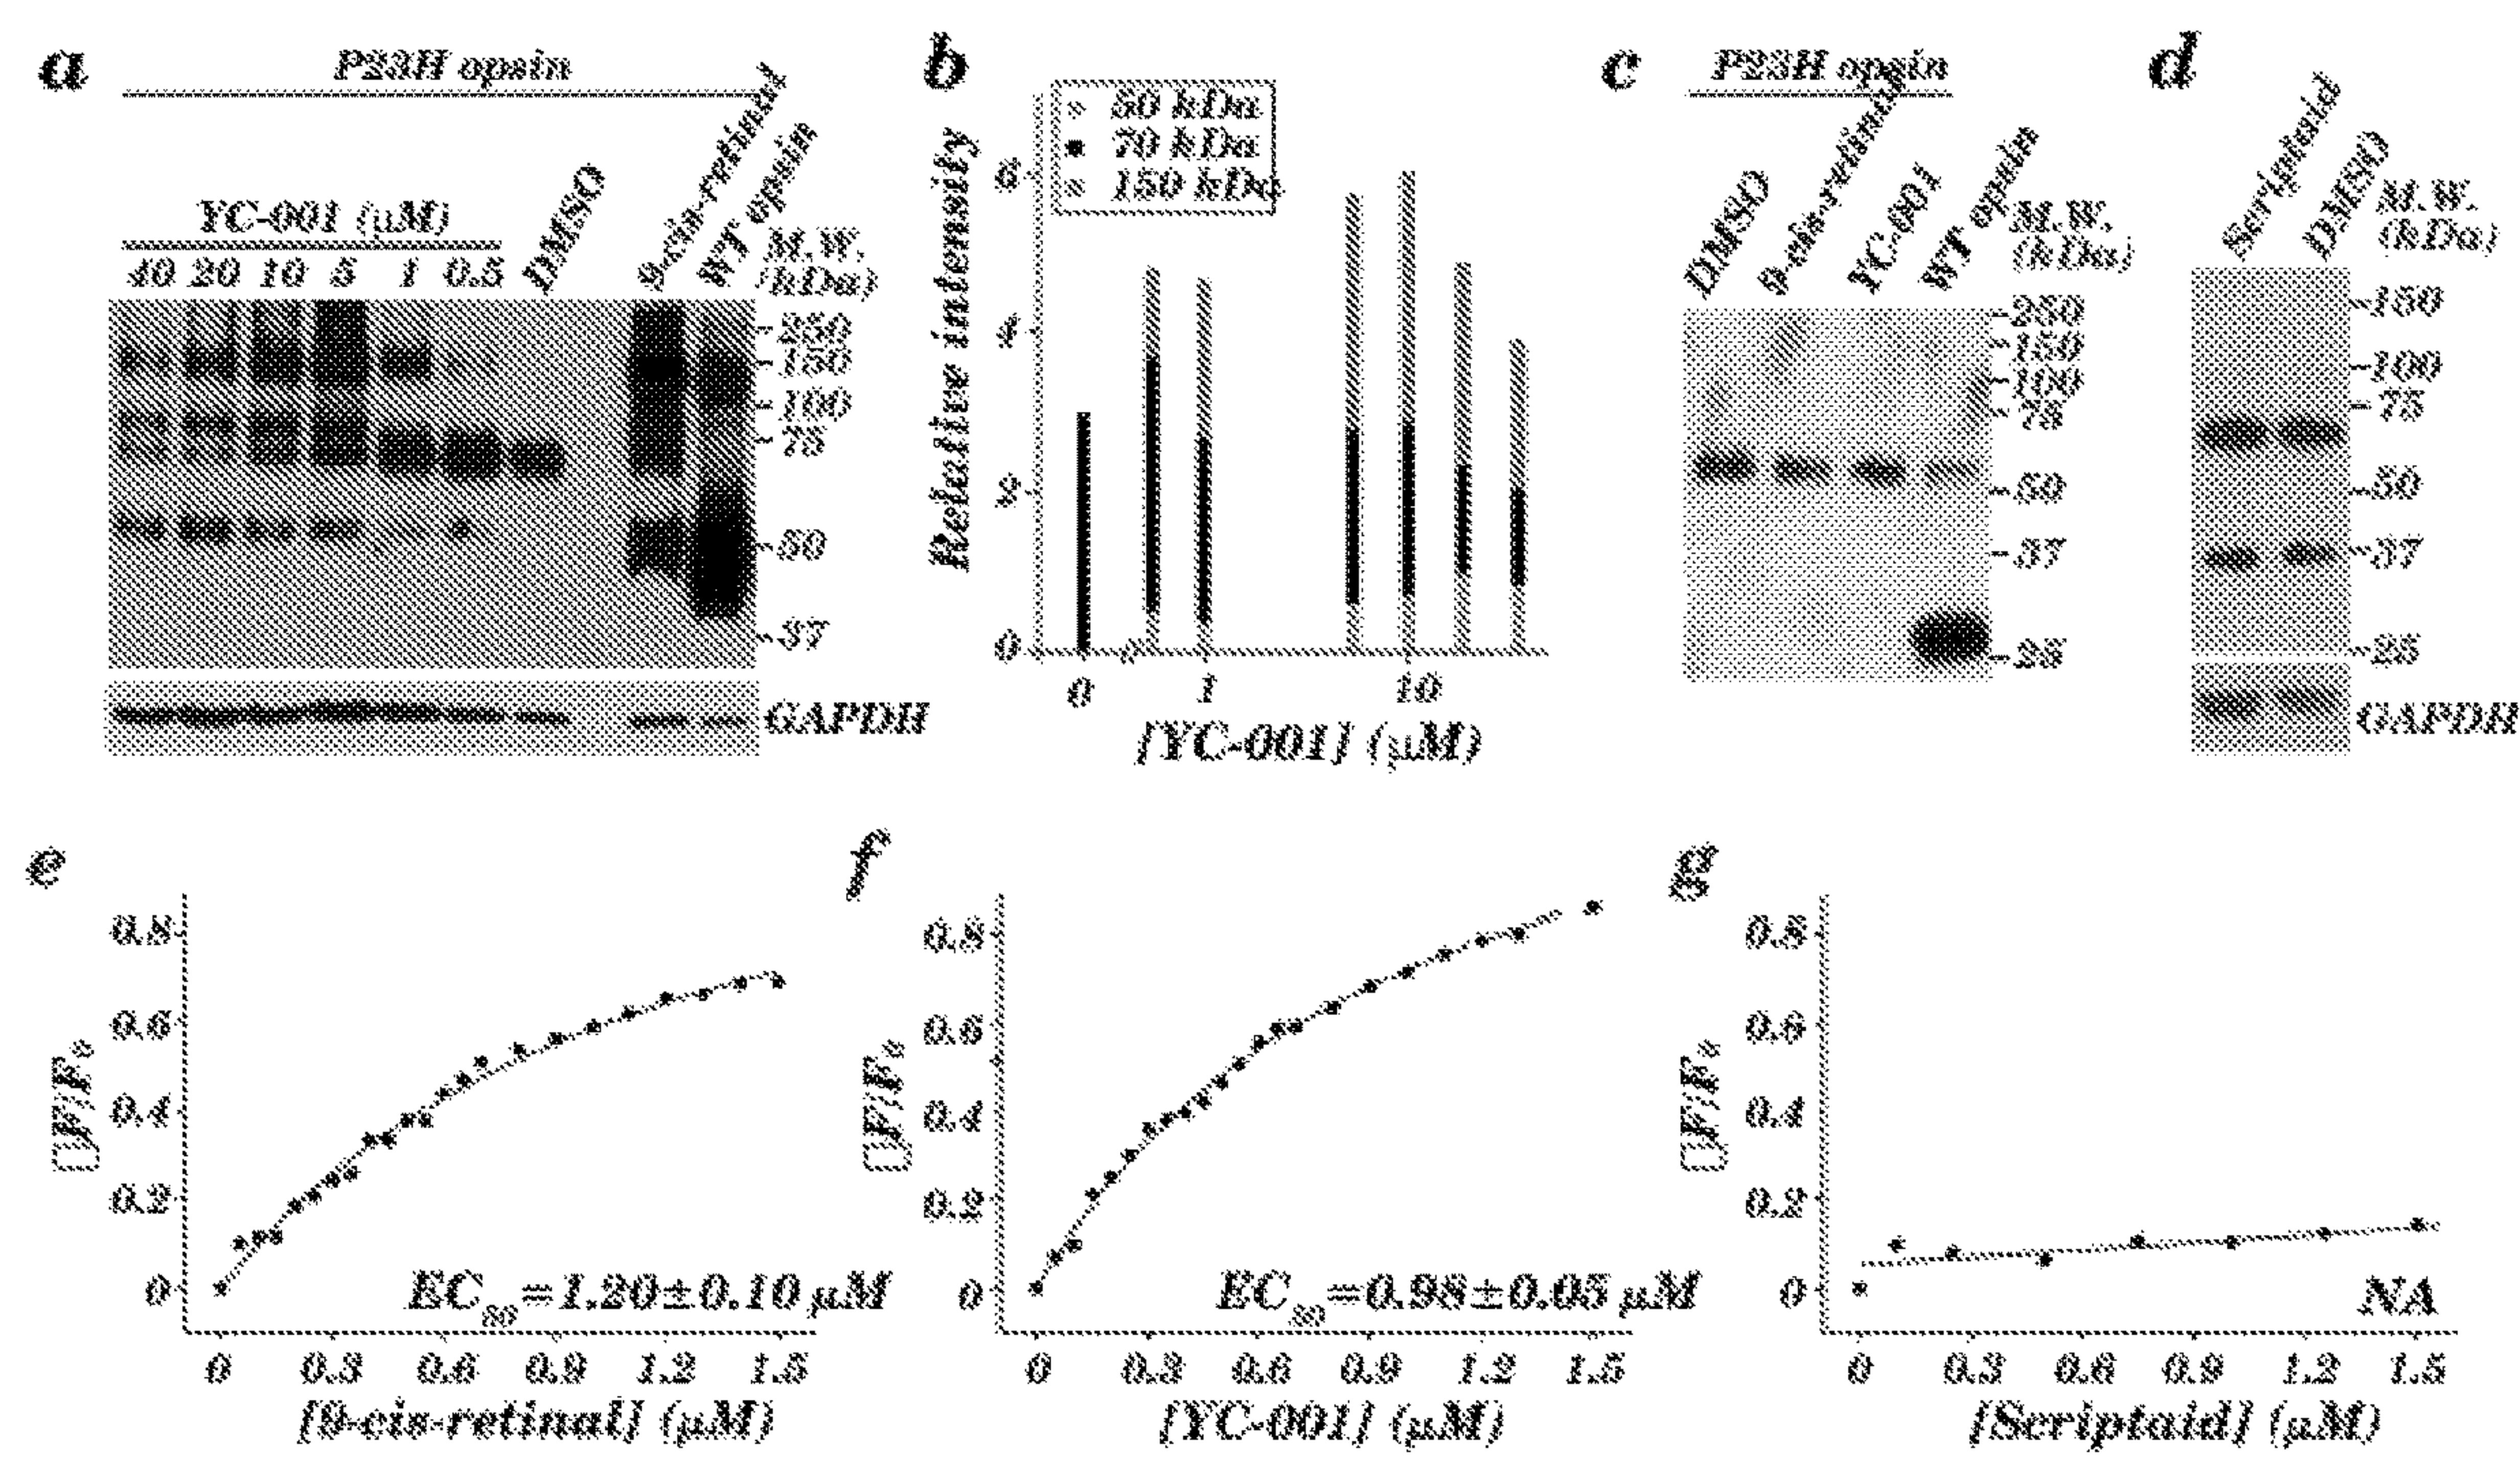 a
P23H opsin
YC-001 (μM)
40 20 10 5 1 0.5 DMSO 9-cis-retinal WT opsin
M.W.
(kDa)
-250
-150
-100
-75
-50
-37
GAPDH
b
50 kDa
70 kDa
150 kDa
Relative intensity
6
4
2
0
0 1 10
[YC-001] (μM)
c
P23H opsin
DMSO 9-cis-retinal YC-001 WT opsin
M.W.
(kDa)
-250
-150
-100
-75
-50
-37
-25
d
Scriptaid DMSO
M.W.
(kDa)
-150
-100
-75
-50
-37
-25
GAPDH
e
0.8
0.6
0.4
0.2
0
□F/F₀
EC₅₀=1.20±0.10 μM
0 0.3 0.6 0.9 1.2 1.5
[9-cis-retinal] (μM)
f
0.8
0.6
0.4
0.2
0
□F/F₀
EC₅₀=0.98±0.05 μM
0 0.3 0.6 0.9 1.2 1.5
[YC-001] (μM)
g
0.8
0.6
0.4
0.2
0
□F/F₀
NA
0 0.3 0.6 0.9 1.2 1.5
[Scriptaid] (μM)